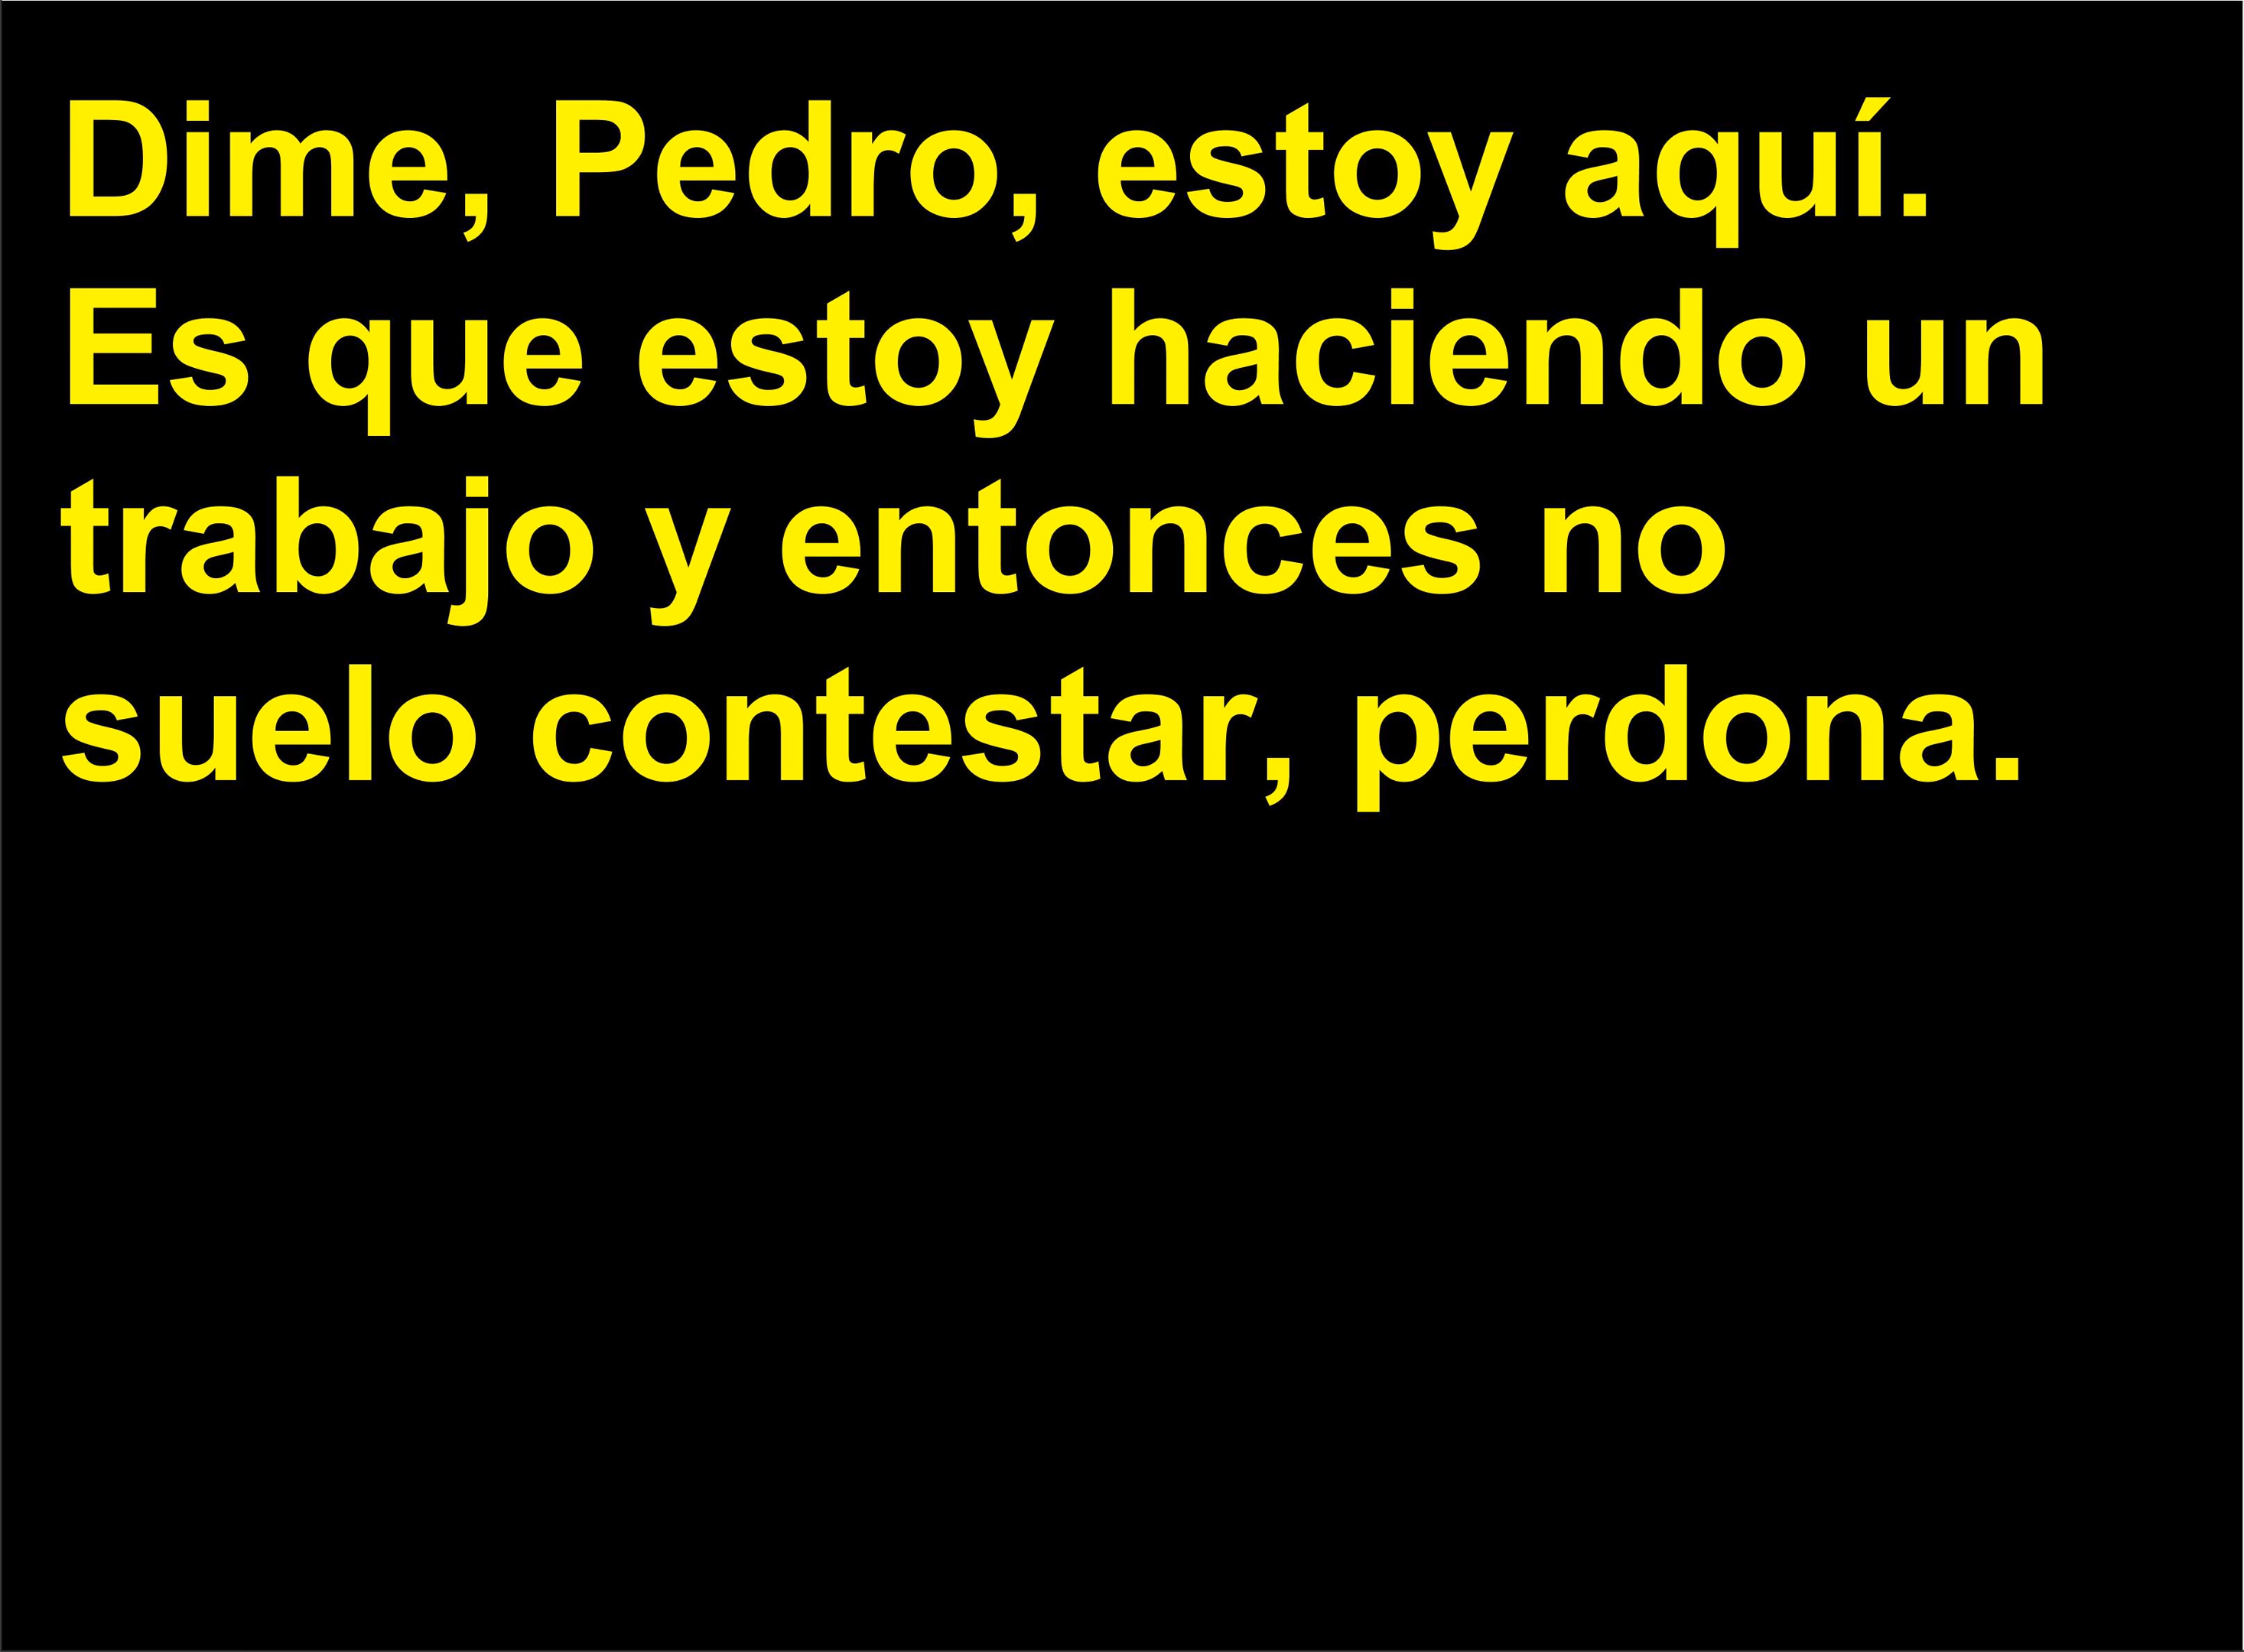 Dime, Pedro, estoy aquí.
Es que estoy haciendo un
trabajo y entonces no
suelo contestar, perdona.